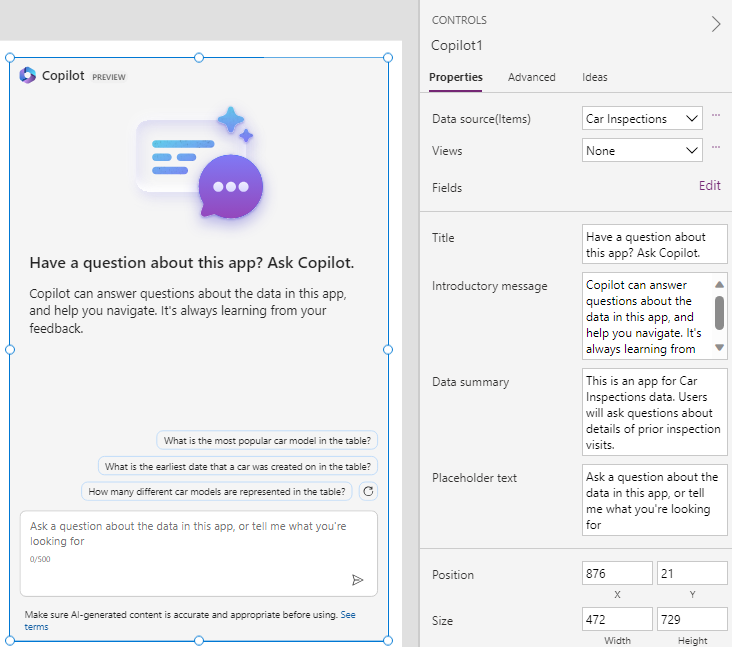 Copilot PREVIEW
Have a question about this app? Ask Copilot.
Copilot can answer questions about the data in this app,
and help you navigate. It's always learning from your
feedback.
What is the most popular car model in the table?
What is the earliest date that a car was created on in the table?
How many different car models are represented in the table?
Ask a question about the data in this app, or tell me what you're
looking for
0/500
Make sure AI-generated content is accurate and appropriate before using. See
terms
CONTROLS
Copilot1
Properties Advanced Ideas
Data source(Items) Car Inspections ...
Views None ...
Fields Edit
Title
Have a question about
this app? Ask Copilot.
Introductory message
Copilot can answer
questions about the
data in this app, and
help you navigate. It's
always learning from
Data summary
This is an app for Car
Inspections data. Users
will ask questions about
details of prior inspection
visits.
Placeholder text
Ask a question about the
data in this app, or tell
me what you're looking
for
Position 876 21
X Y
Size 472 729
Width Height